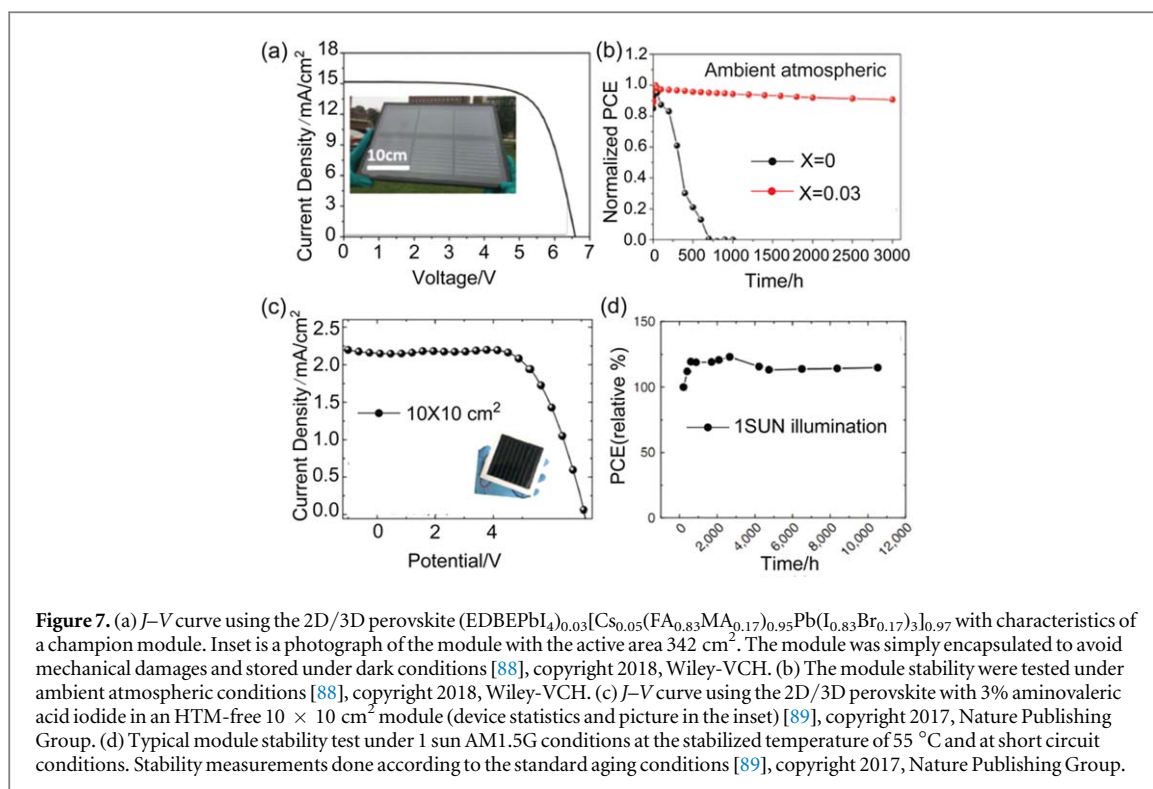 (a)
18
15
12
9
6
3
0
Current Density/mA/cm²
10cm
0 1 2 3 4 5 6 7
Voltage/V
(b)
1.2
1.0
0.8
0.6
0.4
0.2
0.0
Normalized PCE
Ambient atmospheric
X=0
X=0.03
0 500 1000 1500 2000 2500 3000
Time/h
(c)
2.5
2.0
1.5
1.0
0.5
0.0
Current Density/mA/cm²
10X10 cm²
0 2 4
Potential/V
(d)
150
125
100
75
50
25
0
PCE(relative %)
1SUN illumination
0 2,000 4,000 6,000 8,000 10,000 12,000
Time/h
Figure 7. (a) J–V curve using the 2D/3D perovskite (EDBEPbI₄)₀.₀₃[Cs₀.₀₅(FA₀.₈₃MA₀.₁₇)₀.₉₅Pb(I₀.₈₃Br₀.₁₇)₃]₀.₉₇ with characteristics of
a champion module. Inset is a photograph of the module with the active area 342 cm². The module was simply encapsulated to avoid
mechanical damages and stored under dark conditions [88], copyright 2018, Wiley-VCH. (b) The module stability were tested under
ambient atmospheric conditions [88], copyright 2018, Wiley-VCH. (c) J–V curve using the 2D/3D perovskite with 3% aminovaleric
acid iodide in an HTM-free 10 × 10 cm² module (device statistics and picture in the inset) [89], copyright 2017, Nature Publishing
Group. (d) Typical module stability test under 1 sun AM1.5G conditions at the stabilized temperature of 55 °C and at short circuit
conditions. Stability measurements done according to the standard aging conditions [89], copyright 2017, Nature Publishing Group.